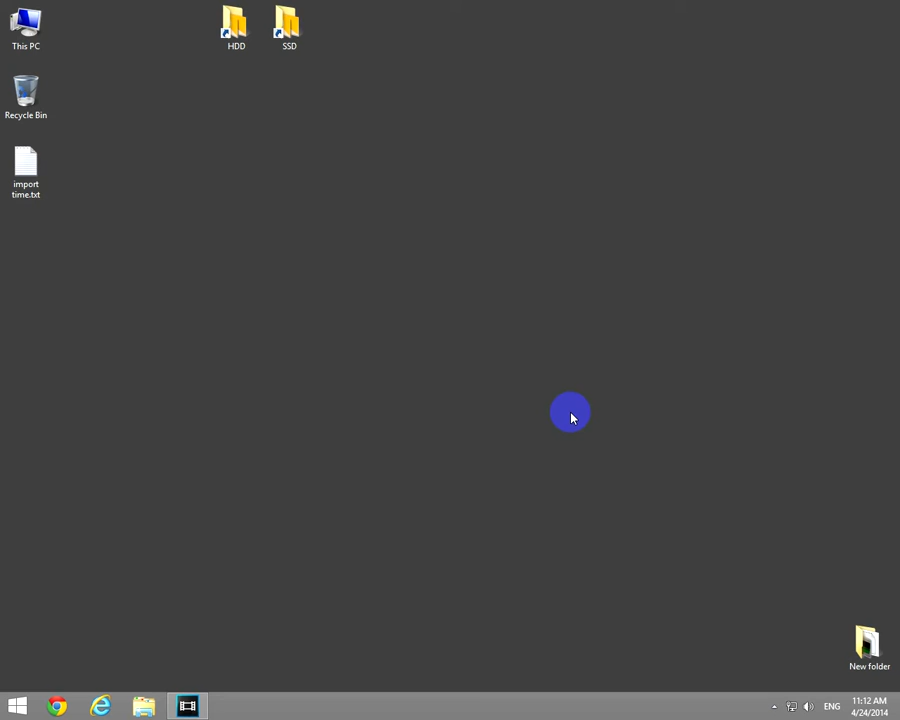 This PC
HDD
SSD
Recycle Bin
import
time.txt
New folder
ENG
11:12 AM
4/24/2014